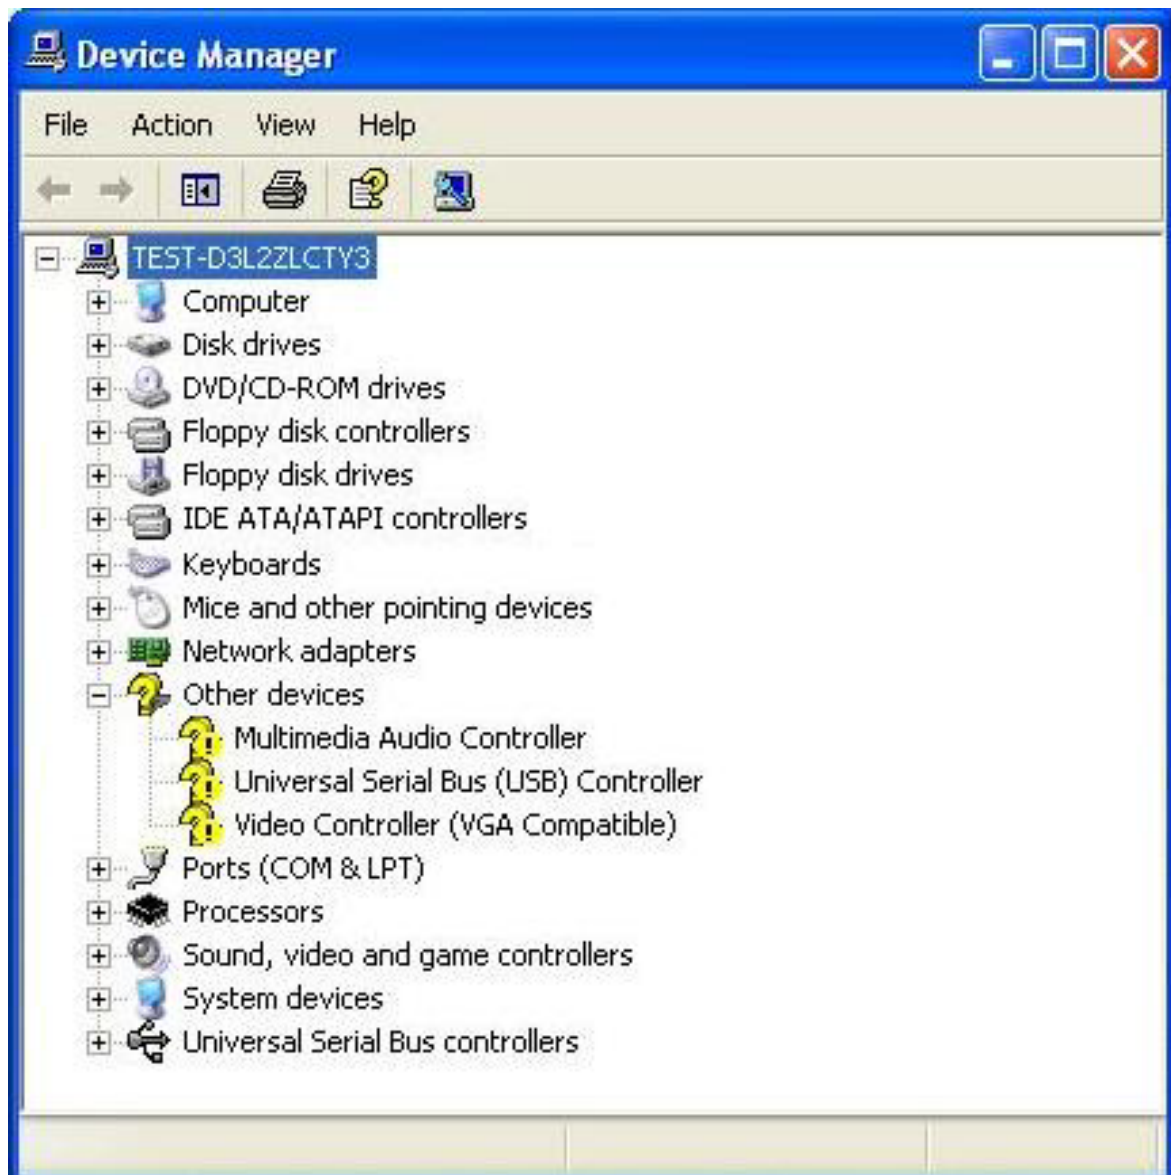 Device Manager
File Action View Help
TEST-D3L2ZLCTY3
Computer
Disk drives
DVD/CD-ROM drives
Floppy disk controllers
Floppy disk drives
IDE ATA/ATAPI controllers
Keyboards
Mice and other pointing devices
Network adapters
Other devices
Multimedia Audio Controller
Universal Serial Bus (USB) Controller
Video Controller (VGA Compatible)
Ports (COM & LPT)
Processors
Sound, video and game controllers
System devices
Universal Serial Bus controllers